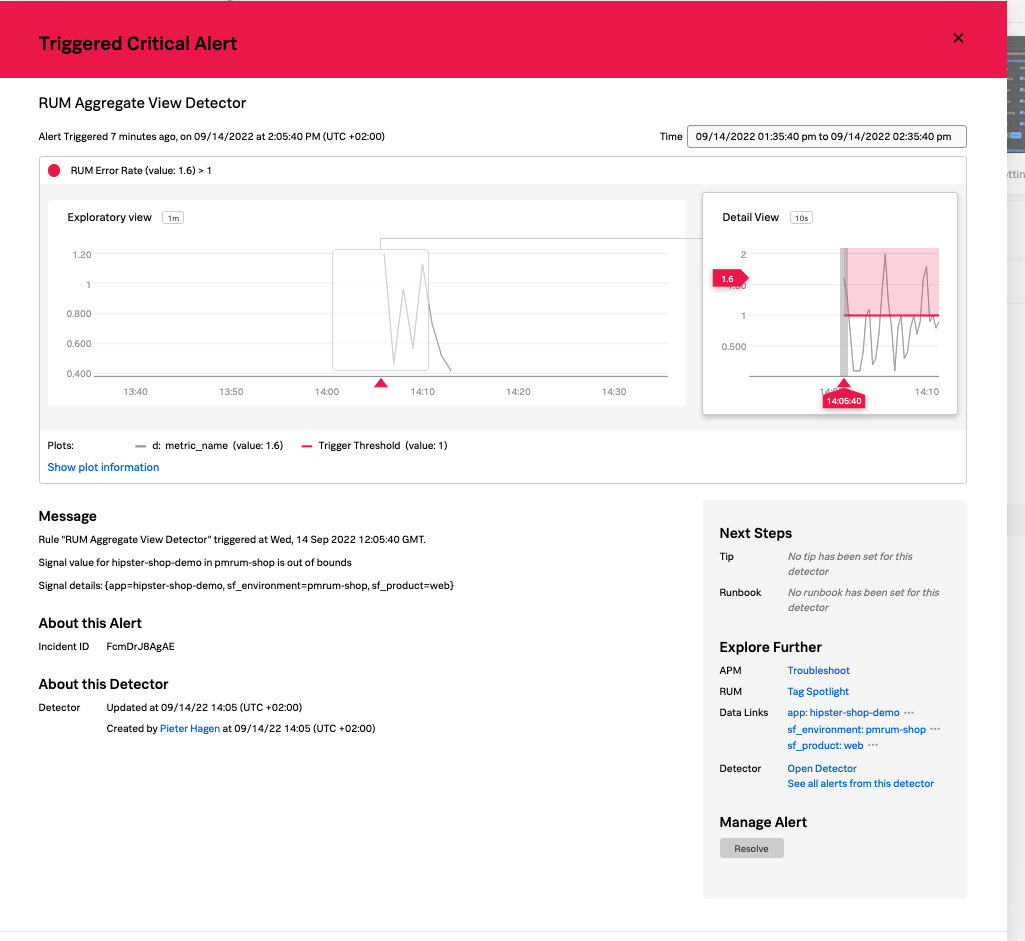 Triggered Critical Alert
RUM Aggregate View Detector
Alert Triggered 7 minutes ago, on 09/14/2022 at 2:05:40 PM (UTC +02:00)
Time 09/14/2022 01:35:40 pm to 09/14/2022 02:35:40 pm
RUM Error Rate (value: 1.6) > 1
Exploratory view 1m
1.20
1
0.800
0.600
0.400
13:40 13:50 14:00 14:10 14:20 14:30
Detail View 10s
2
1.6
1
0.500
14:10
14:05:40
Plots: d: metric_name (value: 1.6) Trigger Threshold (value: 1)
Show plot information
Message
Rule "RUM Aggregate View Detector" triggered at Wed, 14 Sep 2022 12:05:40 GMT.
Signal value for hipster-shop-demo in pmrum-shop is out of bounds
Signal details: {app=hipster-shop-demo, sf_environment=pmrum-shop, sf_product=web}
About this Alert
Incident ID FcmDrJ8AgAE
About this Detector
Detector Updated at 09/14/22 14:05 (UTC +02:00)
Created by Pieter Hagen at 09/14/22 14:05 (UTC +02:00)
Next Steps
Tip No tip has been set for this
detector
Runbook No runbook has been set for this
detector
Explore Further
APM Troubleshoot
RUM Tag Spotlight
Data Links app: hipster-shop-demo ···
sf_environment: pmrum-shop ···
sf_product: web ···
Detector Open Detector
See all alerts from this detector
Manage Alert
Resolve